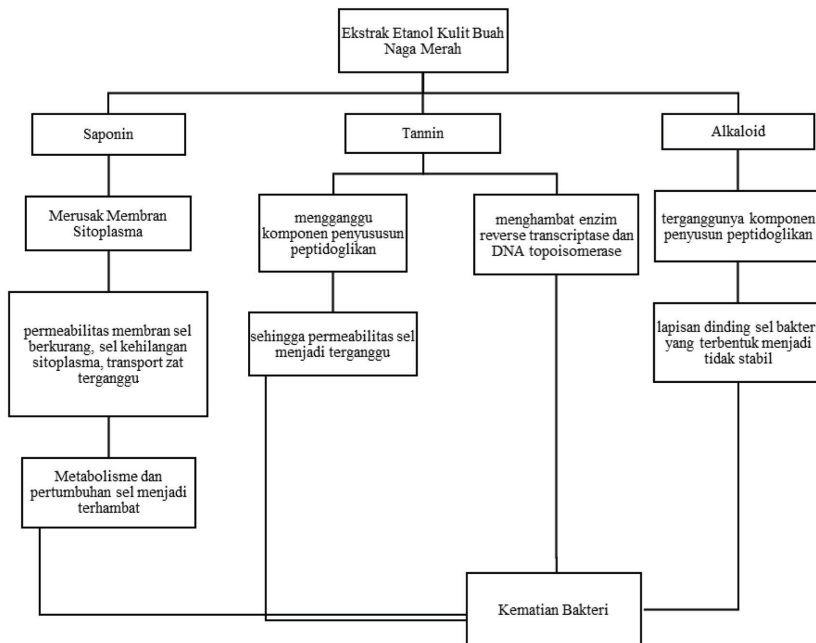 Ekstrak Etanol Kulit Buah
Naga Merah
Saponin
Tannin
Alkaloid
Merusak Membran
Sitoplasma
mengganggu
komponen penyususun
peptidoglikan
menghambat enzim
reverse transcriptase dan
DNA topoisomerase
terganggunya komponen
penyusun peptidoglikan
permeabilitas membran sel
berkurang, sel kehilangan
sitoplasma, transport zat
terganggu
sehingga permeabilitas sel
menjadi terganggu
lapisan dinding sel bakteri
yang terbentuk menjadi
tidak stabil
Metabolisme dan
pertumbuhan sel menjadi
terhambat
Kematian Bakteri